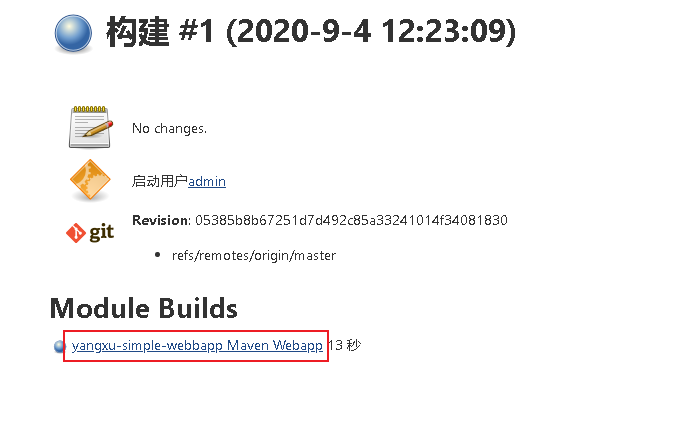 构建 #1 (2020-9-4 12:23:09)
No changes.
启动用户admin
Revision: 05385b8b67251d7d492c85a33241014f34081830
git
refs/remotes/origin/master
Module Builds
yangxu-simple-webbapp Maven Webapp 13 秒